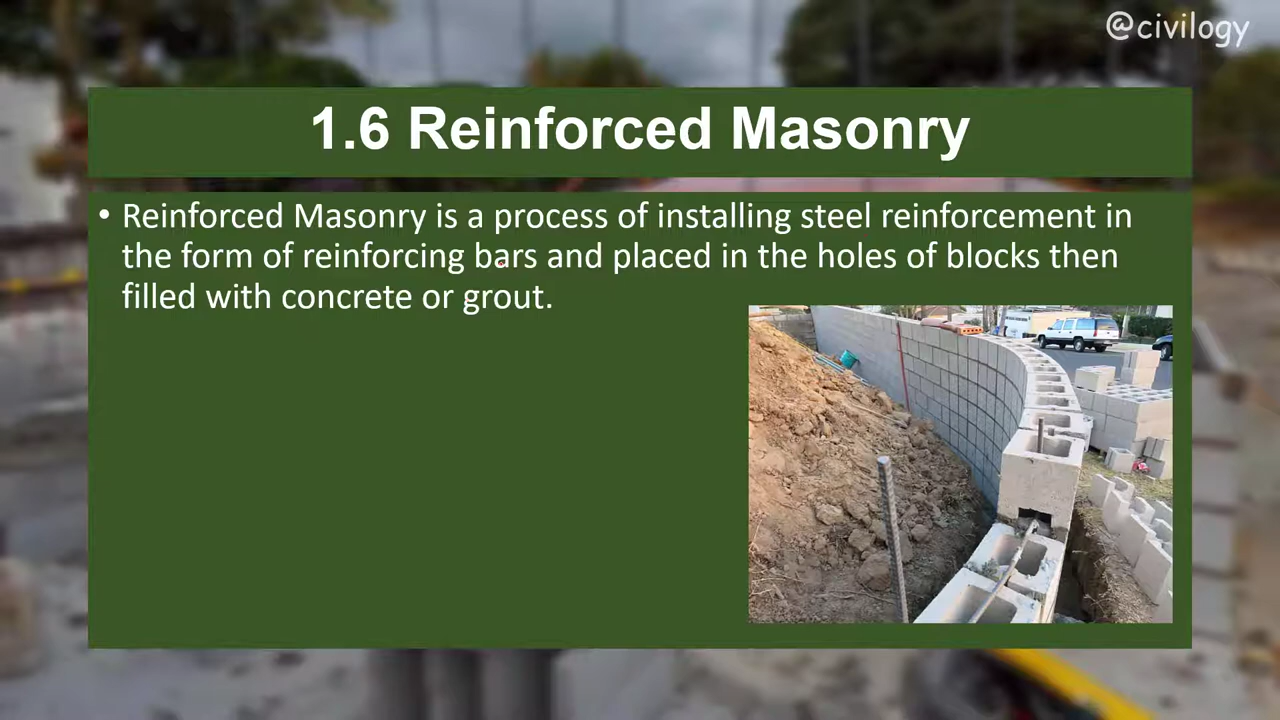 @civilogy
1.6 Reinforced Masonry
• Reinforced Masonry is a process of installing steel reinforcement in
the form of reinforcing bars and placed in the holes of blocks then
filled with concrete or grout.